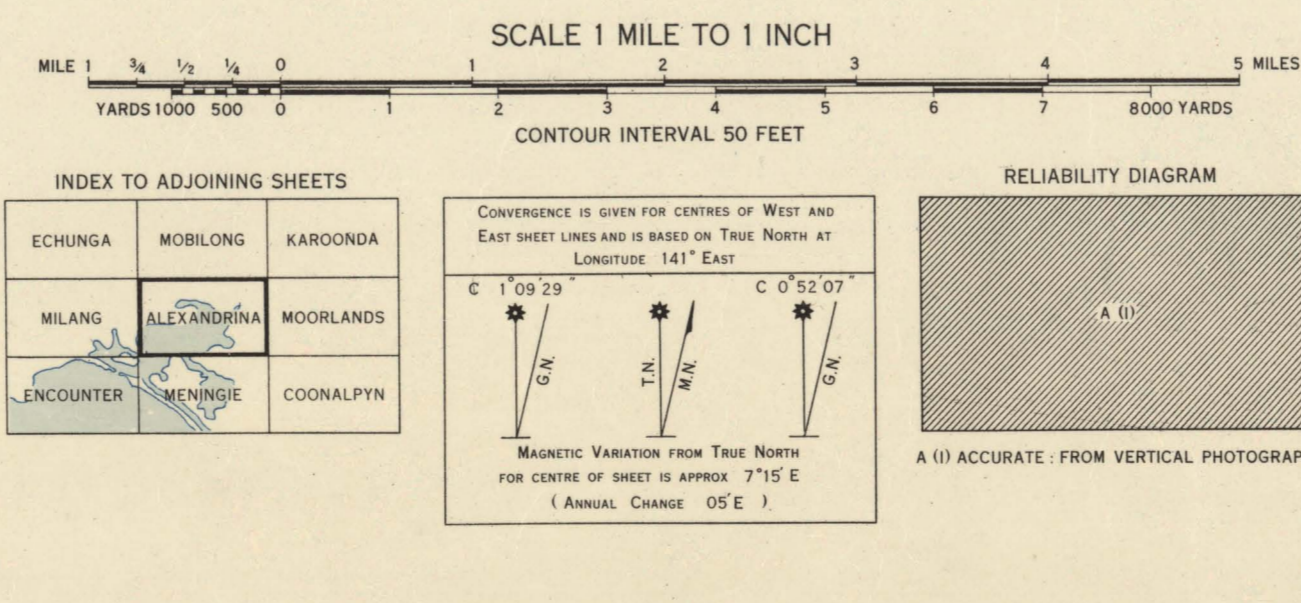 SCALE 1 MILE TO 1 INCH
MILE 1 ¾ ½ ¼ 0 1 2 3 4 5 MILES
YARDS 1000 500 0 1 2 3 4 5 6 7 8000 YARDS
CONTOUR INTERVAL 50 FEET
INDEX TO ADJOINING SHEETS
ECHUNGA MOBILONG KAROONDA
MILANG ALEXANDRINA MOORLANDS
ENCOUNTER MENINGIE COONALPYN
CONVERGENCE IS GIVEN FOR CENTRES OF WEST AND
EAST SHEET LINES AND IS BASED ON TRUE NORTH AT
LONGITUDE 141° EAST
C 1°09'29" C 0°52'07"
G.N. T.N. M.N. G.N.
MAGNETIC VARIATION FROM TRUE NORTH
FOR CENTRE OF SHEET IS APPROX 7°15' E
( ANNUAL CHANGE 05'E )
RELIABILITY DIAGRAM
A (1)
A (1) ACCURATE : FROM VERTICAL PHOTOGRAP